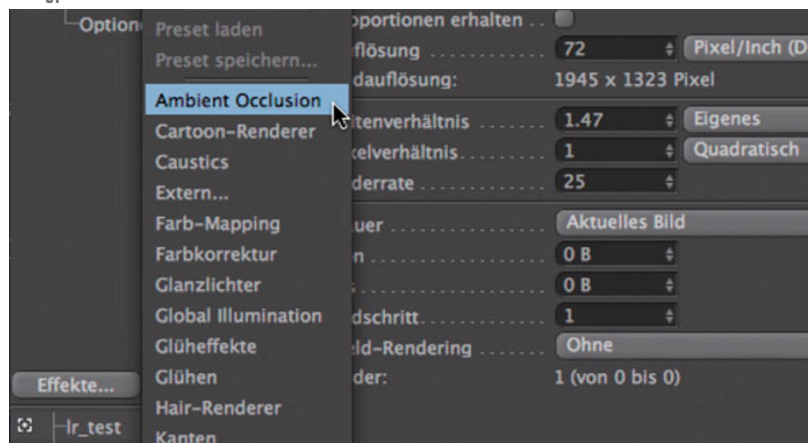 Option
Preset laden
Preset speichern...
Ambient Occlusion
Cartoon-Renderer
Caustics
Extern...
Farb-Mapping
Farbkorrektur
Glanzlichter
Global Illumination
Glüheffekte
Glühen
Hair-Renderer
Kanten
Effekte...
lr_test
oportionen erhalten ..
flösung ............ 72 Pixel/Inch (D
dauflösung: 1945 x 1323 Pixel
itenverhältnis ...... 1.47 Eigenes
xelverhältnis........ 1 Quadratisch
derrate ............. 25
uer ................. Aktuelles Bild
n ................... 0 B
0 B
dschritt............. 1
ld-Rendering ....... Ohne
der: 1 (von 0 bis 0)